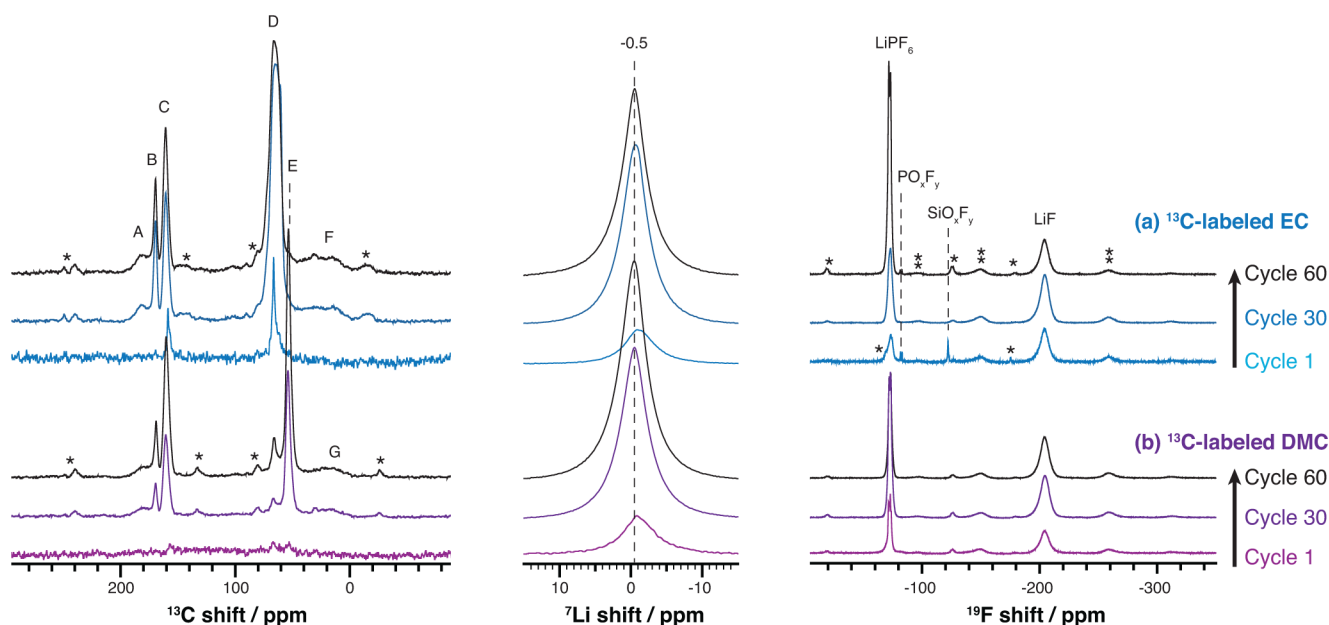 D
-0.5
LiPF6
C
B
E
POxFy
SiOxFy
A
F
LiF
(a) 13C-labeled EC
* * * *
* ** * ** * **
Cycle 60
Cycle 30
* *
Cycle 1
(b) 13C-labeled DMC
G
* * * *
Cycle 60
Cycle 30
Cycle 1
200 100 0
10 0 -10
-100 -200 -300
13C shift / ppm
7Li shift / ppm
19F shift / ppm